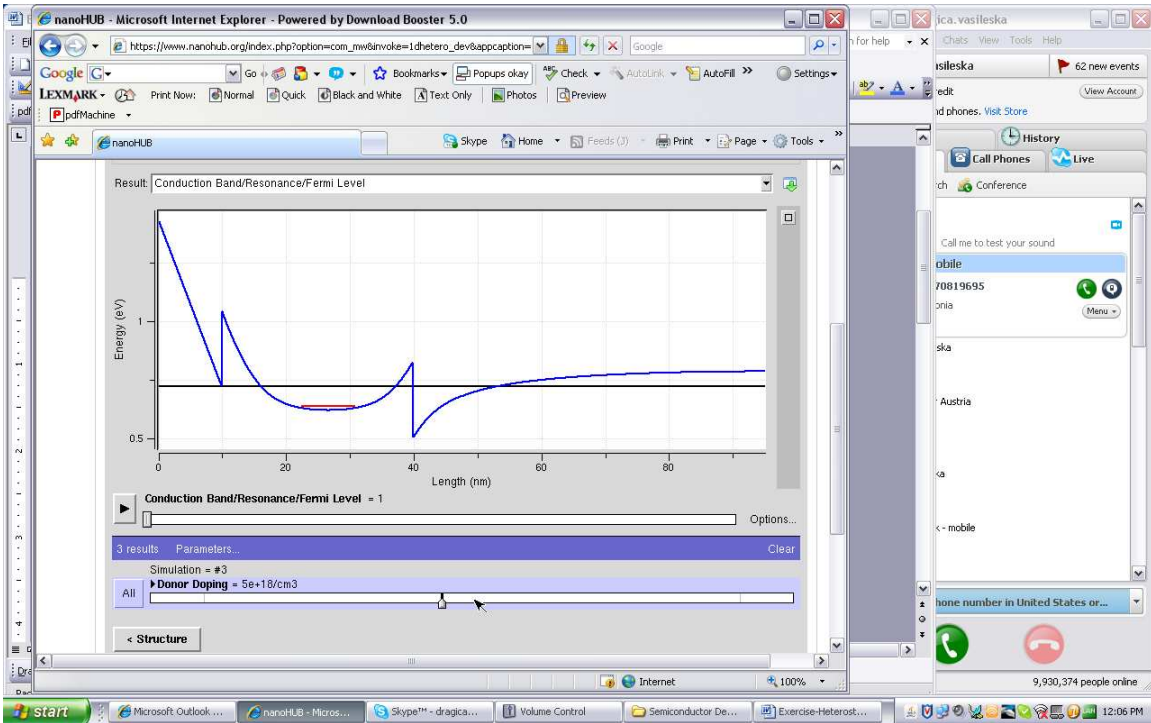 nanoHUB - Microsoft Internet Explorer - Powered by Download Booster 5.0
https://www.nanohub.org/index.php?option=com_mw&invoke=1dhetero_dev&appcaption=
Google
Google G Go Bookmarks Popups okay Check AutoLink AutoFill >> Settings
LEXMARK Print Now: Normal Quick Black and White Text Only Photos Preview
pdfMachine
nanoHUB Skype Home Feeds (J) Print Page Tools >>
Result: Conduction Band/Resonance/Fermi Level
Energy (eV)
1
0.5
0 20 40 60 80
Length (nm)
Conduction Band/Resonance/Fermi Level = 1
Options...
3 results Parameters... Clear
Simulation = #3
All Donor Doping = 5e+18/cm3
< Structure
Internet 100%
for help
ica.vasileska
Chats View Tools Help
62 new events
View Account
nd phones. Visit Store
History
Call Phones Live
Conference
Call me to test your sound
obile
70819695
Menu
ska
Austria
- mobile
hone number in United States or...
9,930,374 people online
start Microsoft Outlook ... nanoHUB - Micros... Skype™ - dragica... Volume Control Semiconductor De... Exercise-Heterost... 12:06 PM